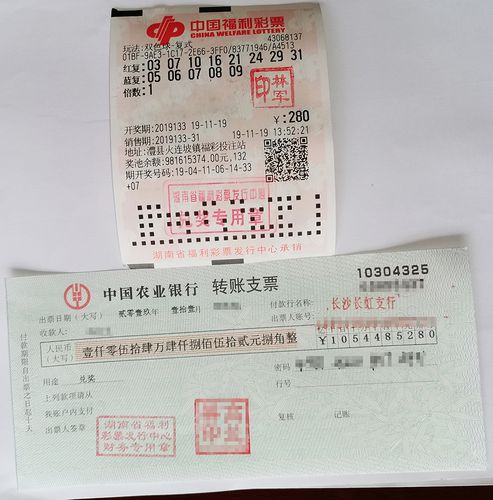 中国福利彩票
CHINA WELFARE LOTTERY
玩法:双色球-复式 43068137
01BF-9AE3-1C17-2E66-3FF0/83771946/A4513
红复:03 07 10 16 21 24 29 31
蓝复:05 06 07 08 09
倍数:1
林军印
¥:280
开奖期:2019133 19-11-19
销售期:2019133-31 19-11-19 13:52:21
地址:澧县火连坡镇福彩投注站
奖池余额:981615374.00元,132
期开奖号码:19-04-11-06-14-33
+07
湖南省福利彩票发行中心
兑奖专用章
湖南省福利彩票发行中心承销
10304325
中国农业银行 转账支票
出票日期(大写) 贰零壹玖年 壹拾壹月
付款行名称: 长沙长虹支行
收款人:
出票人账号:
人民币(大写) 壹仟零伍拾肆万肆仟捌佰伍拾贰元捌角整
¥1054485280
用途 兑奖
密码
上列款项请从
行号
我账户内支付
出票人签章
复核 记账
付款期限自出票之日起十天
湖南省福利
彩票发行中心
财务专用章